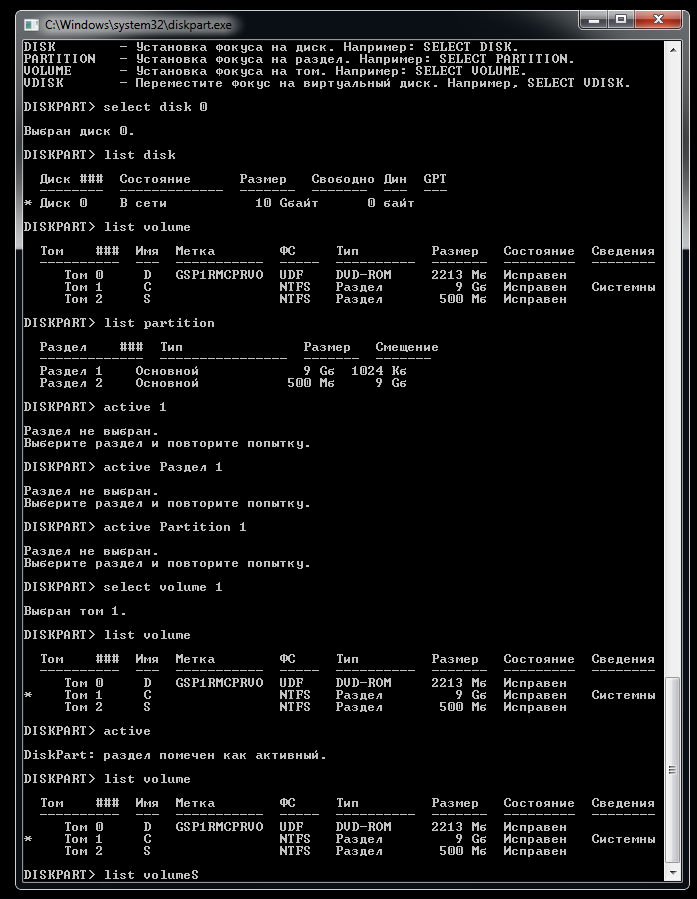 C:\Windows\system32\diskpart.exe
DISK - Установка фокуса на диск. Например: SELECT DISK.
PARTITION - Установка фокуса на раздел. Например: SELECT PARTITION.
VOLUME - Установка фокуса на том. Например: SELECT VOLUME.
VDISK - Переместите фокус на виртуальный диск. Например, SELECT VDISK.
DISKPART> select disk 0
Выбран диск 0.
DISKPART> list disk
Диск ### Состояние Размер Свободно Дин GPT
-------- ------------- ------- ------- --- ---
* Диск 0 В сети 10 Gбайт 0 байт
DISKPART> list volume
Том ### Имя Метка ФС Тип Размер Состояние Сведения
---------- --- ----------- ----- ---------- ------- --------- --------
Том 0 D GSP1RMCPRVO UDF DVD-ROM 2213 Mб Исправен
Том 1 C NTFS Раздел 9 Gб Исправен Системны
Том 2 S NTFS Раздел 500 Mб Исправен
DISKPART> list partition
Раздел ### Тип Размер Смещение
------------- ---------------- ------- -------
Раздел 1 Основной 9 Gб 1024 Kб
Раздел 2 Основной 500 Mб 9 Gб
DISKPART> active 1
Раздел не выбран.
Выберите раздел и повторите попытку.
DISKPART> active Раздел 1
Раздел не выбран.
Выберите раздел и повторите попытку.
DISKPART> active Partition 1
Раздел не выбран.
Выберите раздел и повторите попытку.
DISKPART> select volume 1
Выбран том 1.
DISKPART> list volume
Том ### Имя Метка ФС Тип Размер Состояние Сведения
---------- --- ----------- ----- ---------- ------- --------- --------
Том 0 D GSP1RMCPRVO UDF DVD-ROM 2213 Mб Исправен
* Том 1 C NTFS Раздел 9 Gб Исправен Системны
Том 2 S NTFS Раздел 500 Mб Исправен
DISKPART> active
DiskPart: раздел помечен как активный.
DISKPART> list volume
Том ### Имя Метка ФС Тип Размер Состояние Сведения
---------- --- ----------- ----- ---------- ------- --------- --------
Том 0 D GSP1RMCPRVO UDF DVD-ROM 2213 Mб Исправен
* Том 1 C NTFS Раздел 9 Gб Исправен Системны
Том 2 S NTFS Раздел 500 Mб Исправен
DISKPART> list volumeS